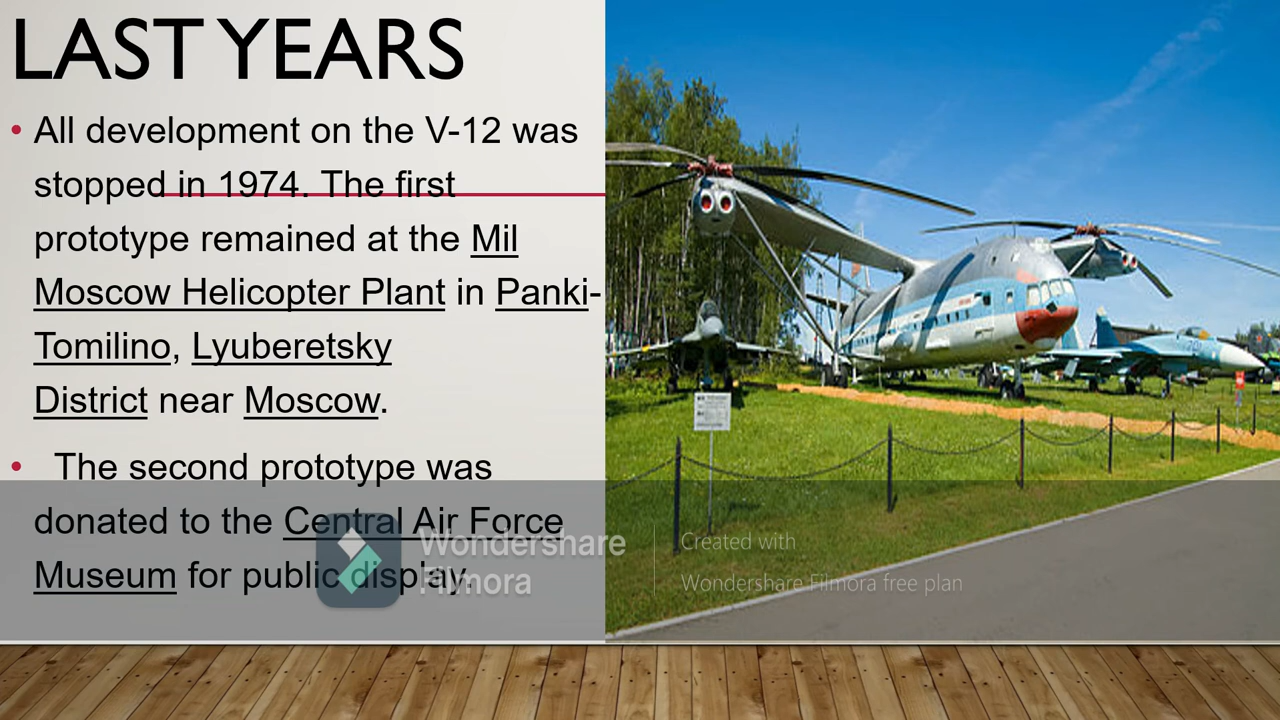 LAST YEARS
• All development on the V-12 was
stopped in 1974. The first
prototype remained at the Mil
Moscow Helicopter Plant in Panki-
Tomilino, Lyuberetsky
District near Moscow.
• The second prototype was
donated to the Central Air Force
Museum for public display.
Wondershare
Filmora
Created with
Wondershare Filmora free plan